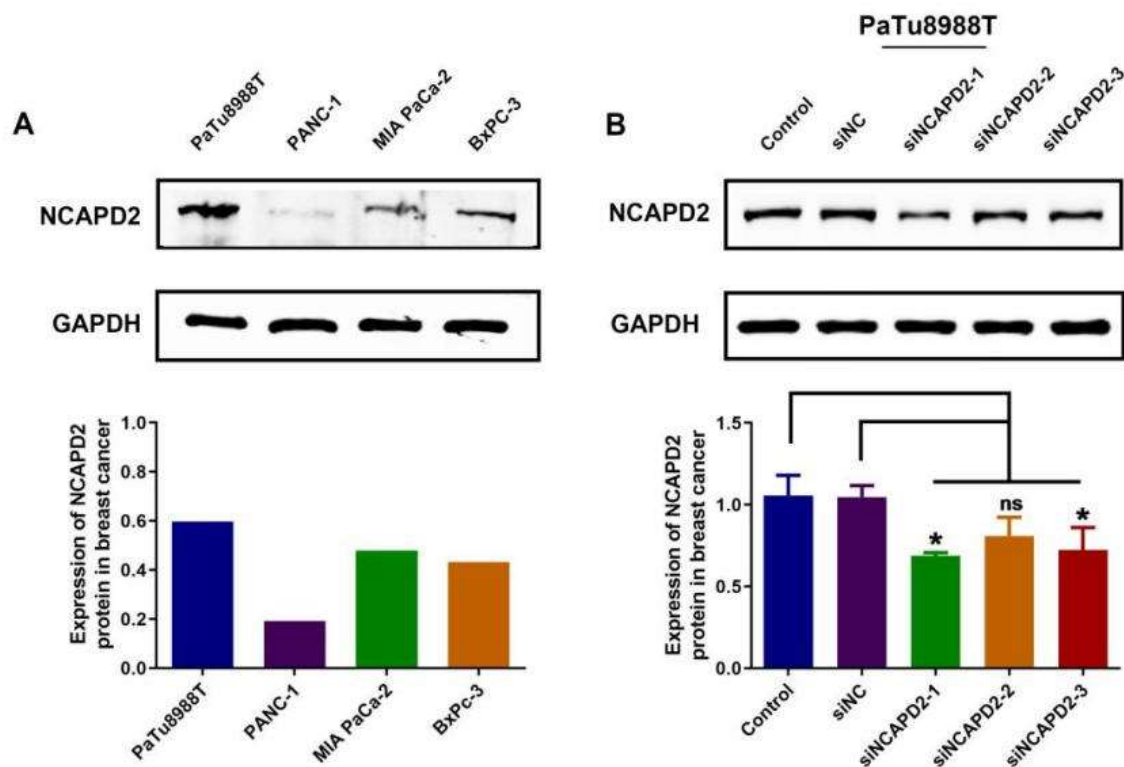 A
PaTu8988T
PANC-1
MIA PaCa-2
BxPC-3
NCAPD2
GAPDH
Expression of NCAPD2
protein in breast cancer
1.0
0.8
0.6
0.4
0.2
0.0
PaTu8988T
PANC-1
MIA PaCa-2
BxPc-3
B
PaTu8988T
Control
siNC
siNCAPD2-1
siNCAPD2-2
siNCAPD2-3
NCAPD2
GAPDH
Expression of NCAPD2
protein in breast cancer
1.5
1.0
0.5
0.0
*
ns
*
Control
siNC
siNCAPD2-1
siNCAPD2-2
siNCAPD2-3